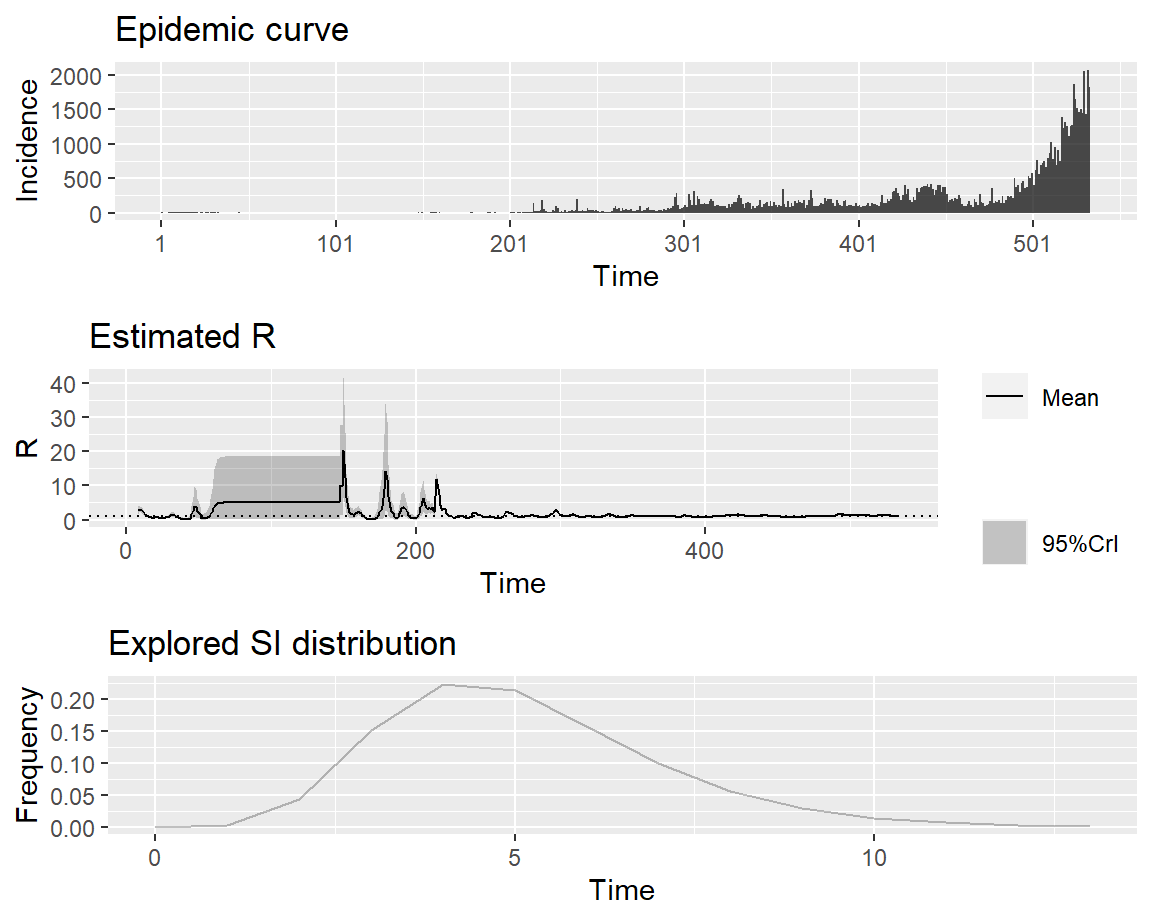 Epidemic curve
2000
1500
1000
500
0
Incidence
1 101 201 301 401 501
Time
Estimated R
40
30
20
10
0
R
0 200 400
Time
Mean
95%CrI
Explored SI distribution
0.20
0.15
0.10
0.05
0.00
Frequency
0 5 10
Time